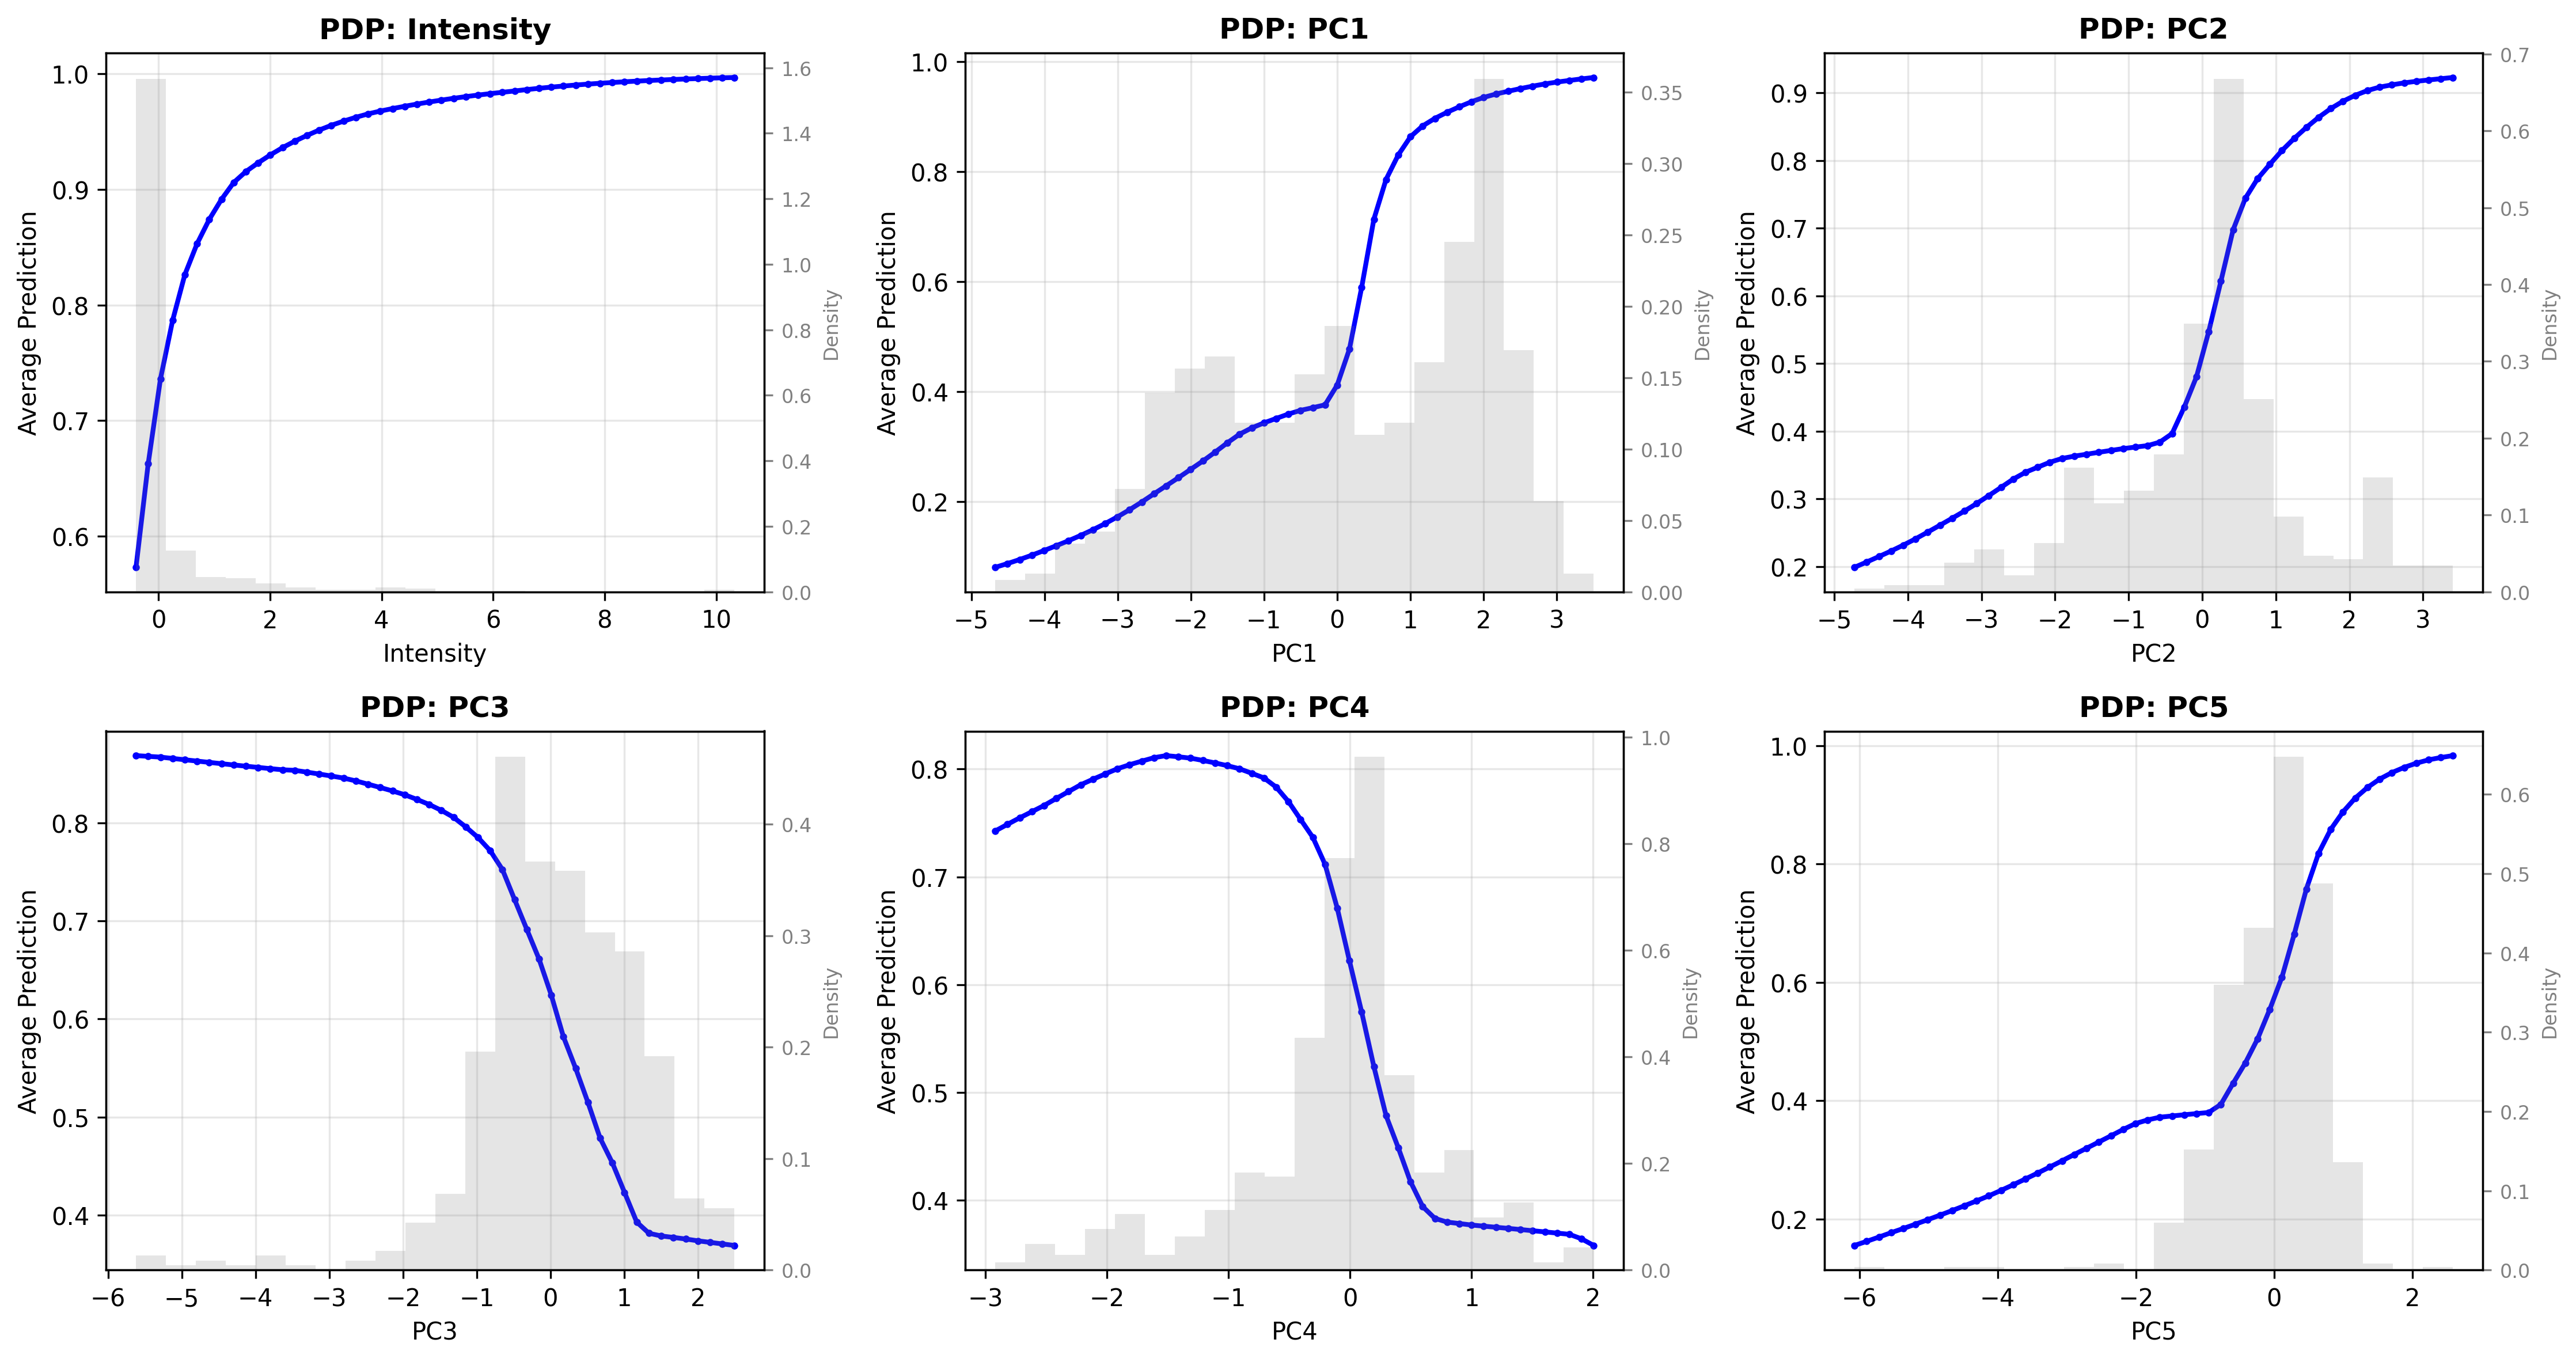 PDP: Intensity
1.0
0.9
0.8
0.7
0.6
Average Prediction
1.6
1.4
1.2
1.0
0.8
0.6
0.4
0.2
0.0
Density
0 2 4 6 8 10
Intensity
PDP: PC1
1.0
0.8
0.6
0.4
0.2
Average Prediction
0.35
0.30
0.25
0.20
0.15
0.10
0.05
0.00
Density
−5 −4 −3 −2 −1 0 1 2 3
PC1
PDP: PC2
0.9
0.8
0.7
0.6
0.5
0.4
0.3
0.2
Average Prediction
0.7
0.6
0.5
0.4
0.3
0.2
0.1
0.0
Density
−5 −4 −3 −2 −1 0 1 2 3
PC2
PDP: PC3
0.8
0.7
0.6
0.5
0.4
Average Prediction
0.4
0.3
0.2
0.1
0.0
Density
−6 −5 −4 −3 −2 −1 0 1 2
PC3
PDP: PC4
0.8
0.7
0.6
0.5
0.4
Average Prediction
1.0
0.8
0.6
0.4
0.2
0.0
Density
−3 −2 −1 0 1 2
PC4
PDP: PC5
1.0
0.8
0.6
0.4
0.2
Average Prediction
0.6
0.5
0.4
0.3
0.2
0.1
0.0
Density
−6 −4 −2 0 2
PC5